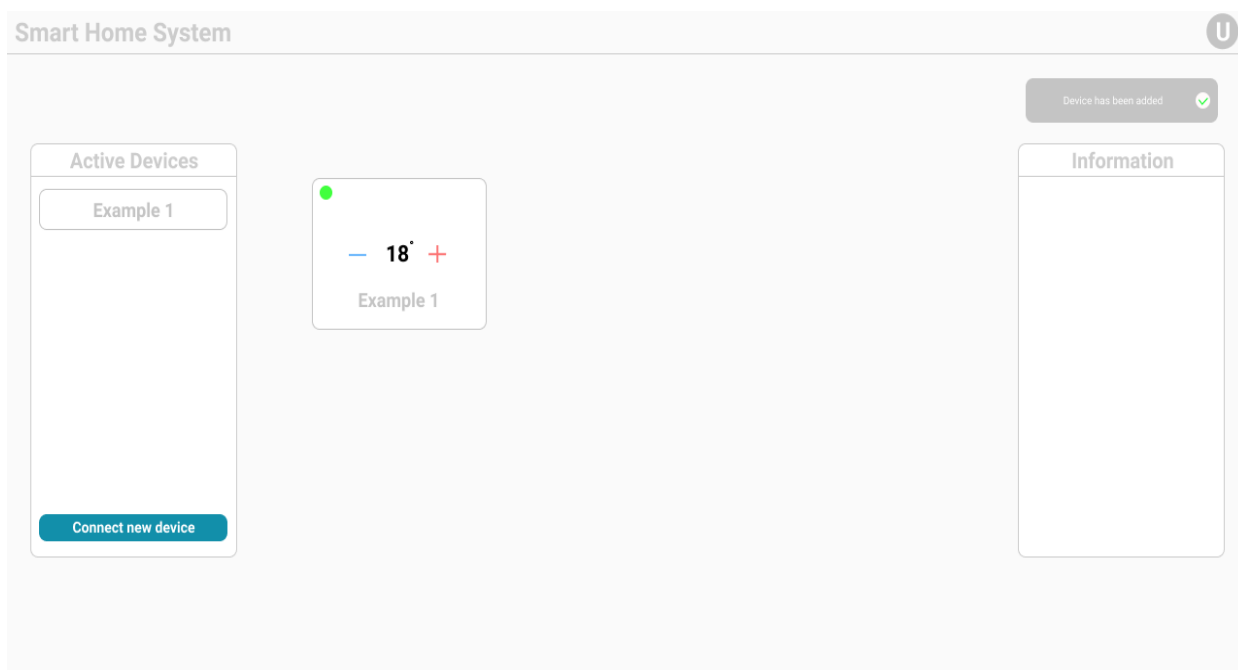 Smart Home System
U
Device has been added
Active Devices
Example 1
Connect new device
— 18° +
Example 1
Information